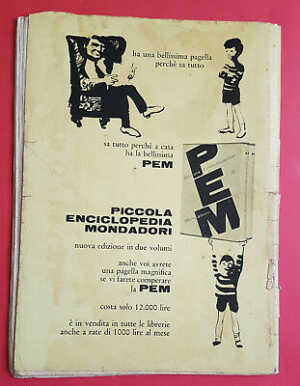 ha una bellissima pagella
perchè sa tutto
sa tutto perchè a casa
ha la bellissima
PEM
PEM
PICCOLA
ENCICLOPEDIA
MONDADORI
nuova edizione in due volumi
anche voi avrete
una pagella magnifica
se vi farete comperare
la PEM
costa solo 12.000 lire
è in vendita in tutte le librerie
anche a rate di 1000 lire al mese